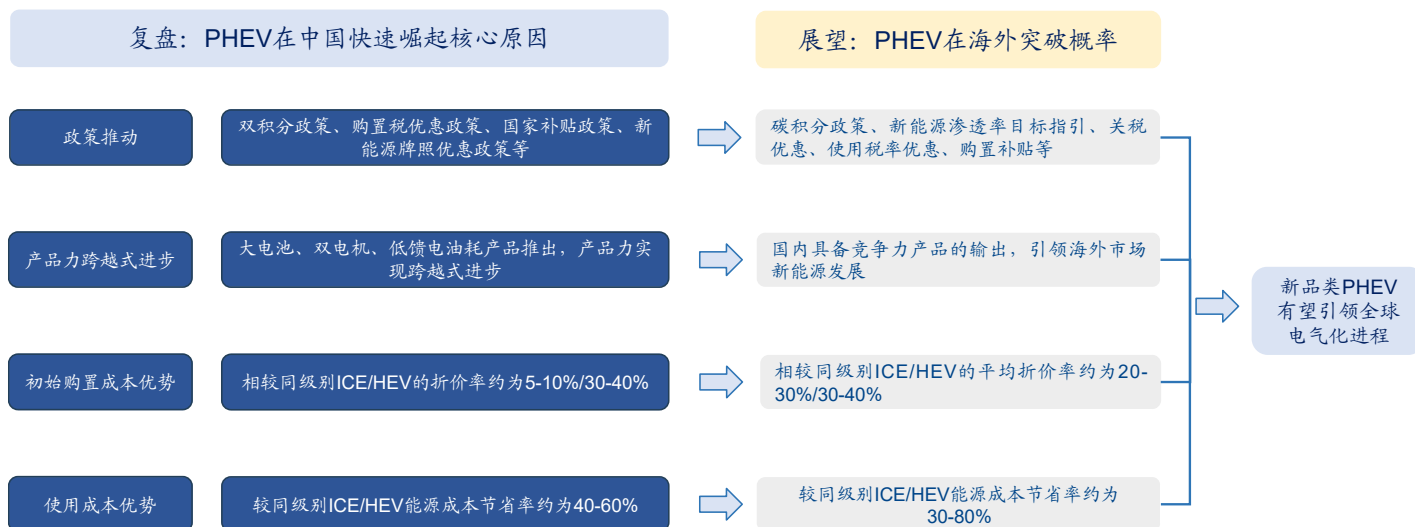 复盘：PHEV在中国快速崛起核心原因
展望：PHEV在海外突破概率
政策推动
双积分政策、购置税优惠政策、国家补贴政策、新
能源牌照优惠政策等
碳积分政策、新能源渗透率目标指引、关税
优惠、使用税率优惠、购置补贴等
产品力跨越式进步
大电池、双电机、低馈电油耗产品推出，产品力实
现跨越式进步
国内具备竞争力产品的输出，引领海外市场
新能源发展
新品类PHEV
有望引领全球
电气化进程
初始购置成本优势
相较同级别ICE/HEV的折价率约为5-10%/30-40%
相较同级别ICE/HEV的平均折价率约为20-
30%/30-40%
使用成本优势
较同级别ICE/HEV能源成本节省率约为40-60%
较同级别ICE/HEV能源成本节省率约为
30-80%